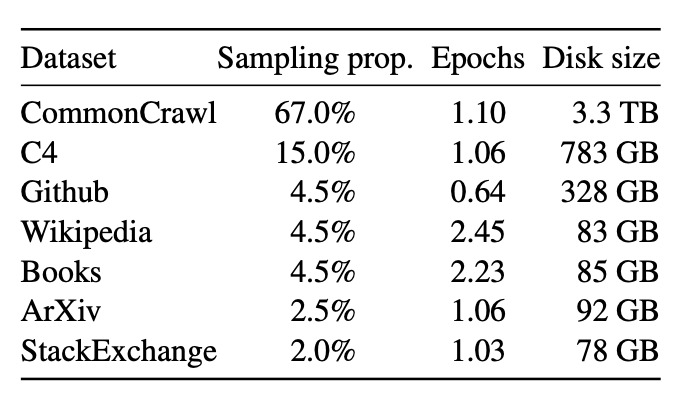 Dataset Sampling prop. Epochs Disk size
CommonCrawl 67.0% 1.10 3.3 TB
C4 15.0% 1.06 783 GB
Github 4.5% 0.64 328 GB
Wikipedia 4.5% 2.45 83 GB
Books 4.5% 2.23 85 GB
ArXiv 2.5% 1.06 92 GB
StackExchange 2.0% 1.03 78 GB